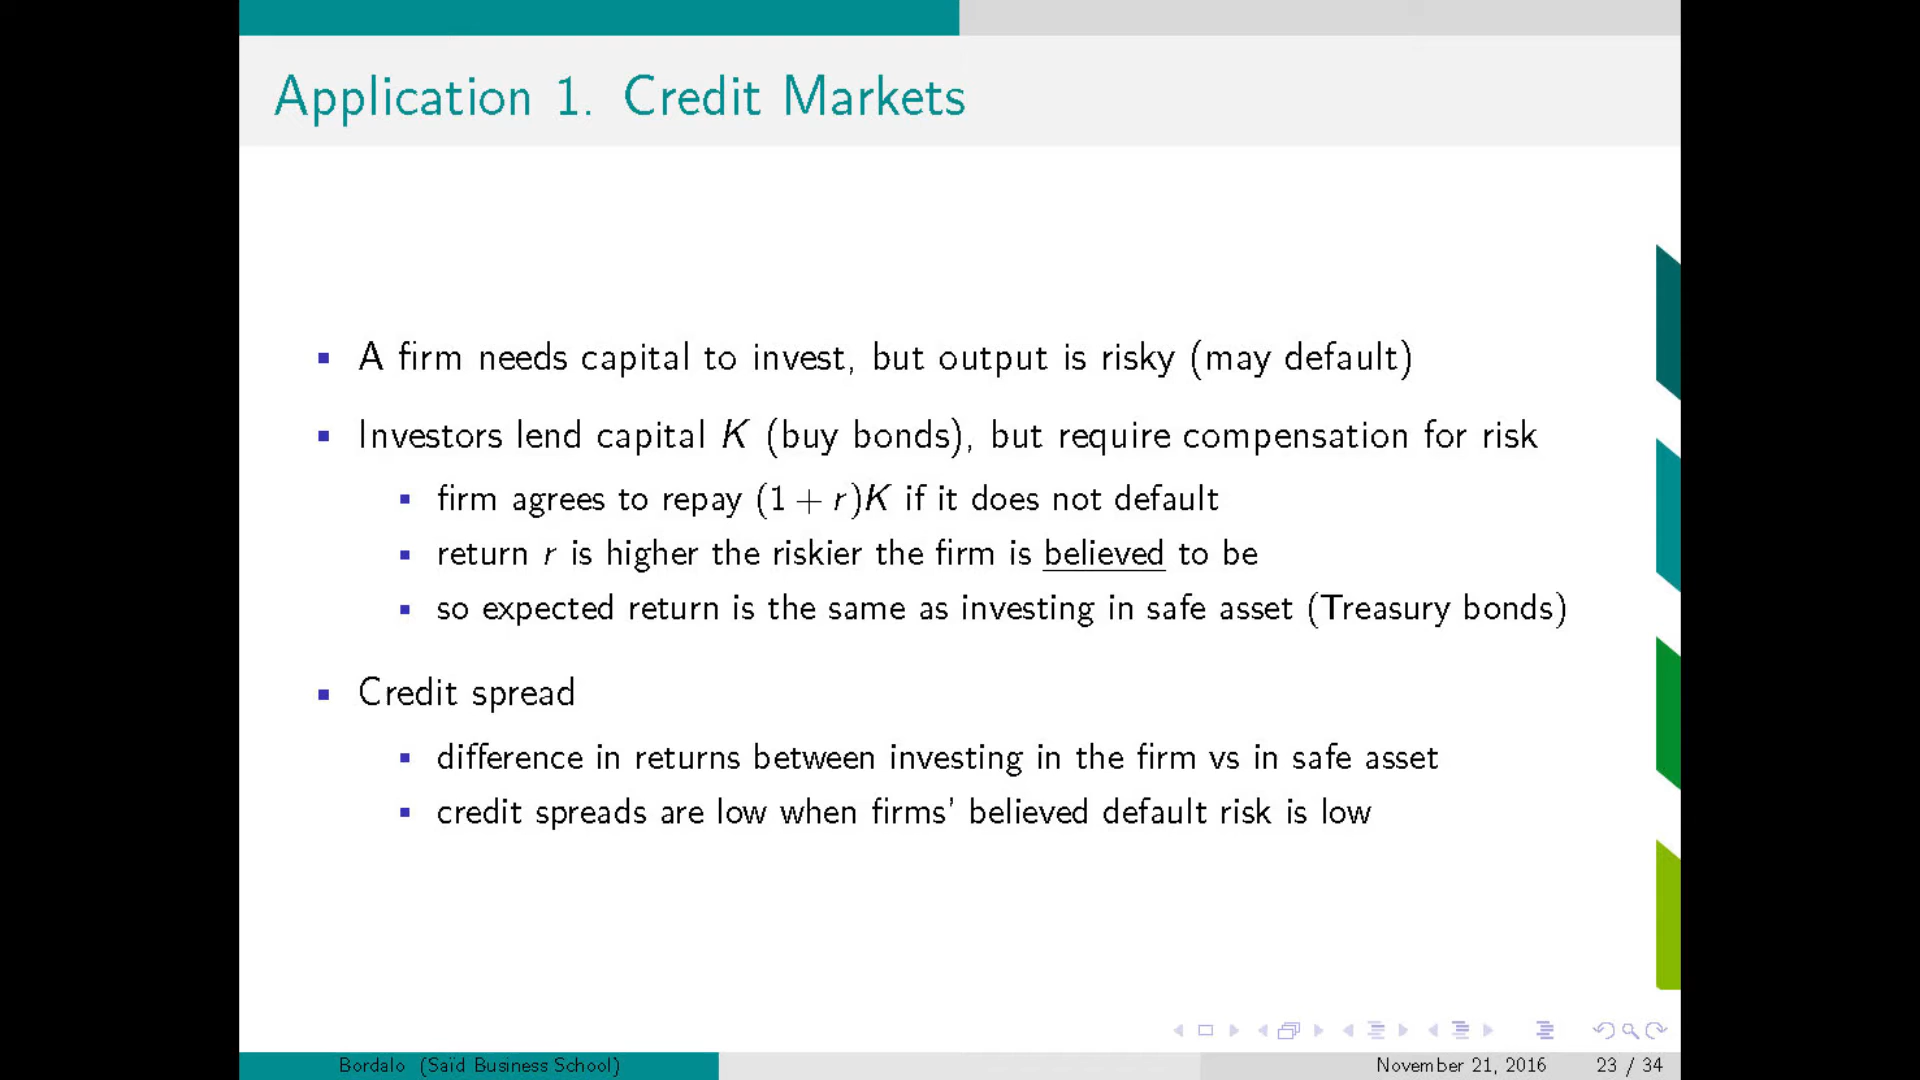 Application 1. Credit Markets
▪ A firm needs capital to invest, but output is risky (may default)
▪ Investors lend capital K (buy bonds), but require compensation for risk
▪ firm agrees to repay (1 + r)K if it does not default
▪ return r is higher the riskier the firm is believed to be
▪ so expected return is the same as investing in safe asset (Treasury bonds)
▪ Credit spread
▪ difference in returns between investing in the firm vs in safe asset
▪ credit spreads are low when firms' believed default risk is low
Bordalo (Saïd Business School) November 21, 2016 23 / 34